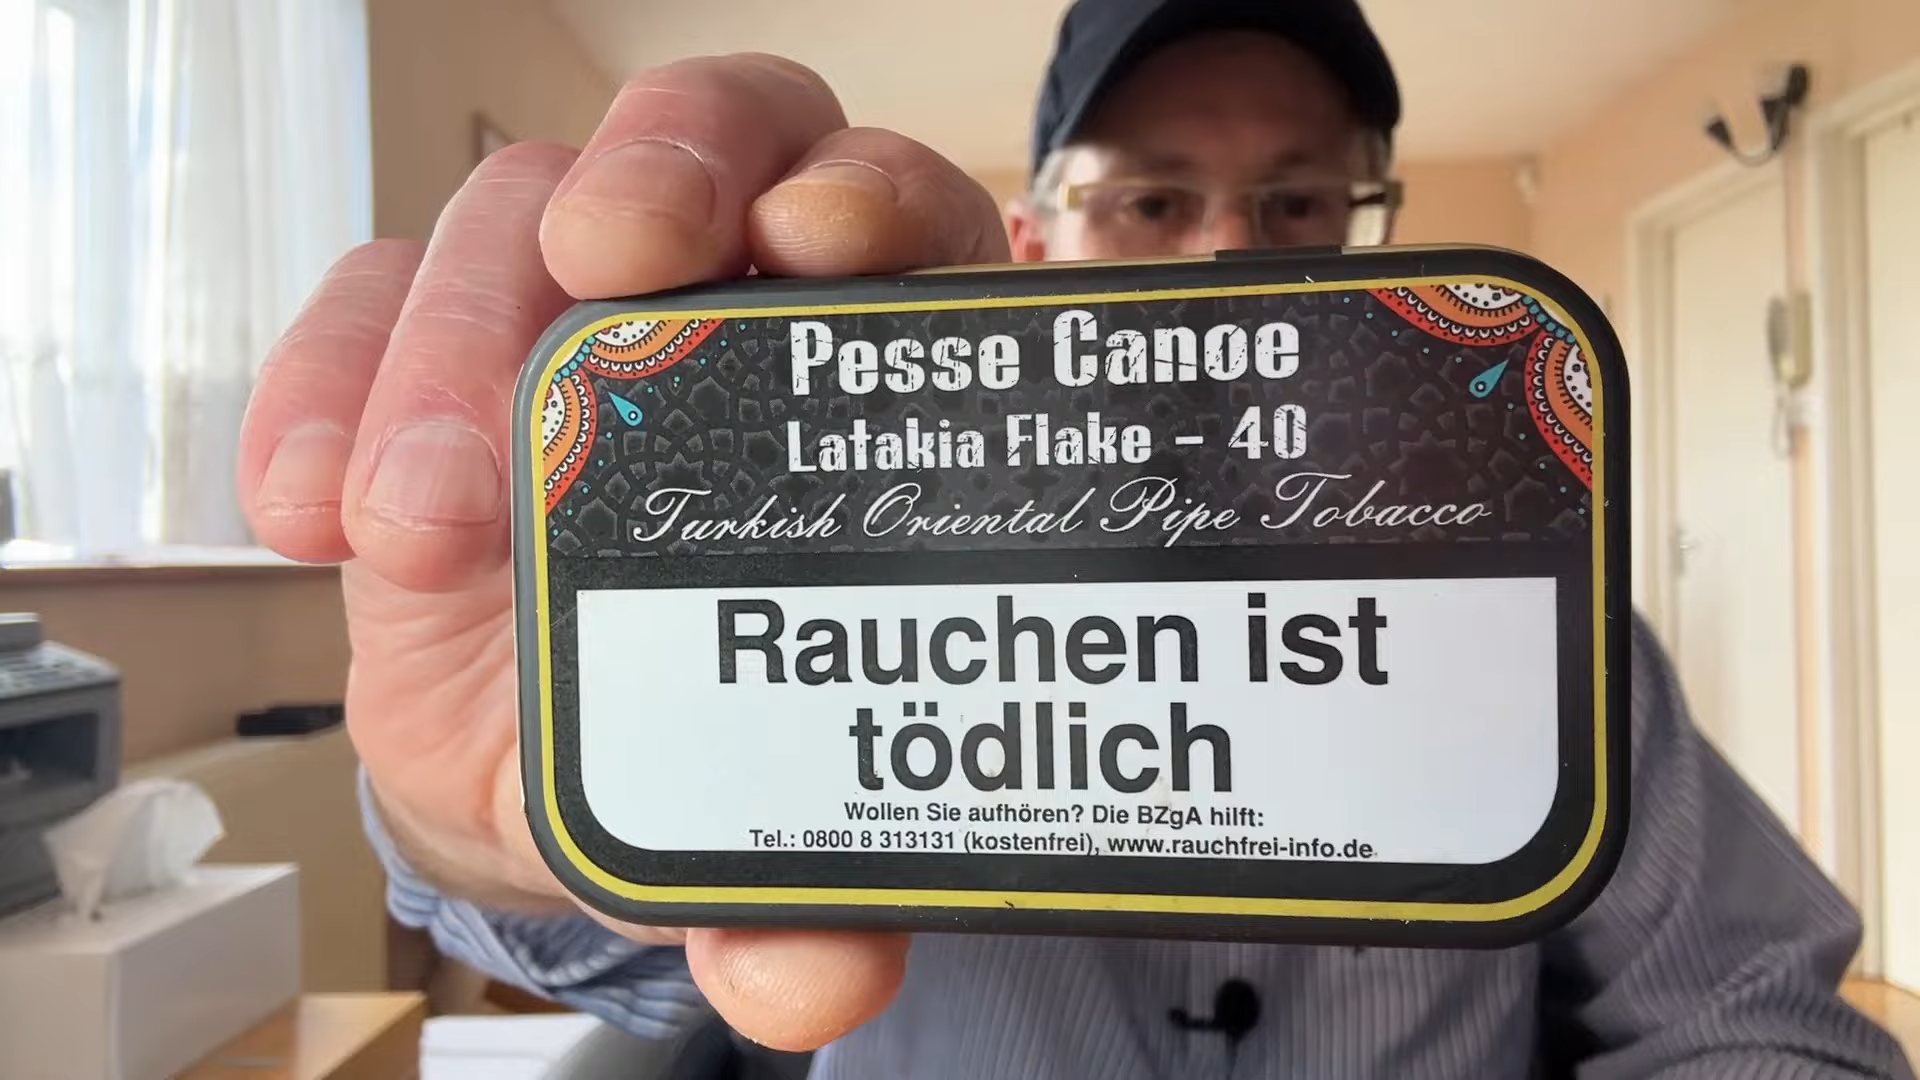 Pesse Canoe
Latakia Flake – 40
Turkish Oriental Pipe Tobacco
Rauchen ist
tödlich
Wollen Sie aufhören? Die BZgA hilft:
Tel.: 0800 8 313131 (kostenfrei), www.rauchfrei-info.de